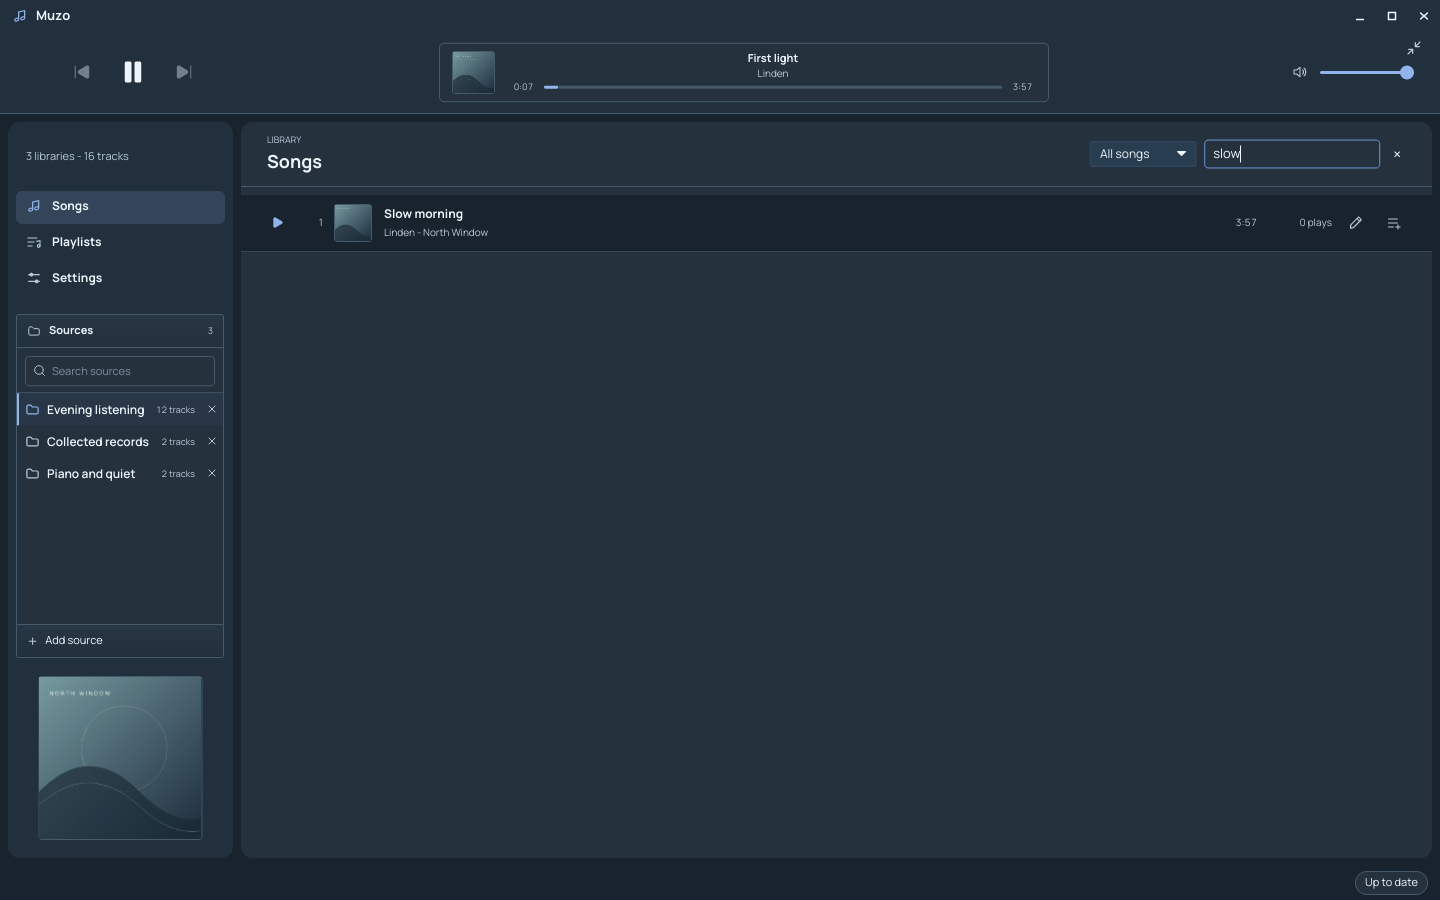 Muzo
First light
Linden
0:07
3:57
3 libraries - 16 tracks
Songs
Playlists
Settings
Sources
3
Search sources
Evening listening
12 tracks
Collected records
2 tracks
Piano and quiet
2 tracks
Add source
NORTH WINDOW
LIBRARY
Songs
All songs
slow
1
Slow morning
Linden - North Window
3:57
0 plays
Up to date